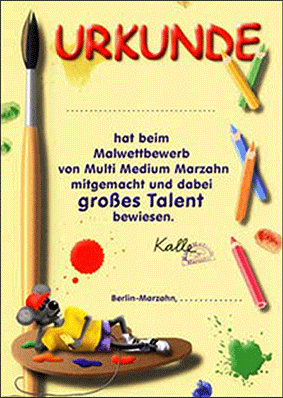 URKUNDE
........................................
hat beim
Malwettbewerb
von Multi Medium Marzahn
mitgemacht und dabei
großes Talent
bewiesen.
Kalle
Berlin-Marzahn,................